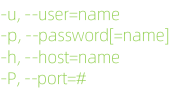 -u, --user=name
-p, --password[=name]
-h, --host=name
-P, --port=#